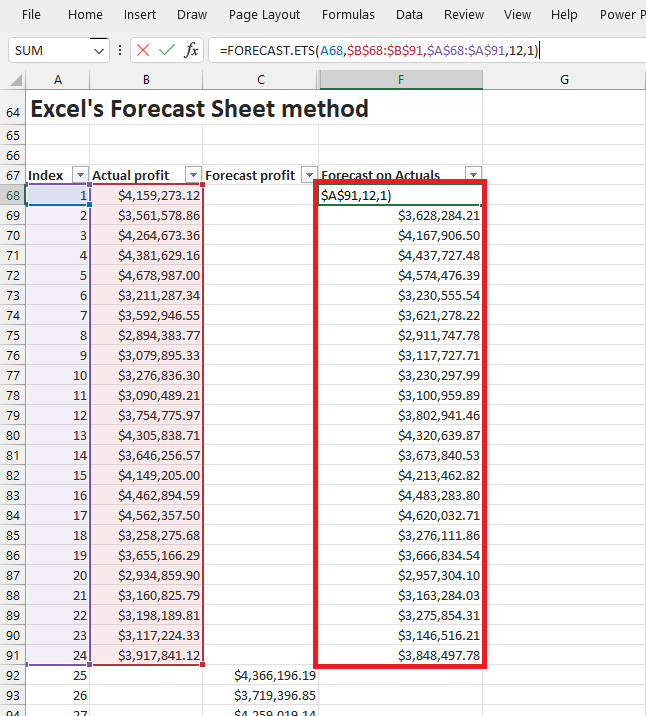 File Home Insert Draw Page Layout Formulas Data Review View Help Power P
SUM fx =FORECAST.ETS(A68,$B$68:$B$91,$A$68:$A$91,12,1)
A B C F G
64 Excel's Forecast Sheet method
65
66
67 Index Actual profit Forecast profit Forecast on Actuals
68 1 $4,159,273.12 $A$91,12,1)
69 2 $3,561,578.86 $3,628,284.21
70 3 $4,264,673.36 $4,167,906.50
71 4 $4,381,629.16 $4,437,727.48
72 5 $4,678,987.00 $4,574,476.39
73 6 $3,211,287.34 $3,230,555.54
74 7 $3,592,946.55 $3,621,278.22
75 8 $2,894,383.77 $2,911,747.78
76 9 $3,079,895.33 $3,117,727.71
77 10 $3,276,836.30 $3,230,297.99
78 11 $3,090,489.21 $3,100,959.89
79 12 $3,754,775.97 $3,802,941.46
80 13 $4,305,838.71 $4,320,639.87
81 14 $3,646,256.57 $3,673,840.53
82 15 $4,149,205.00 $4,213,462.82
83 16 $4,462,894.59 $4,483,283.80
84 17 $4,562,357.50 $4,620,032.71
85 18 $3,258,275.68 $3,276,111.86
86 19 $3,655,166.29 $3,666,834.54
87 20 $2,934,859.90 $2,957,304.10
88 21 $3,160,825.79 $3,163,284.03
89 22 $3,198,189.81 $3,275,854.31
90 23 $3,117,224.33 $3,146,516.21
91 24 $3,917,841.12 $3,848,497.78
92 25 $4,366,196.19
93 26 $3,719,396.85
94 27 $4,259,019.14